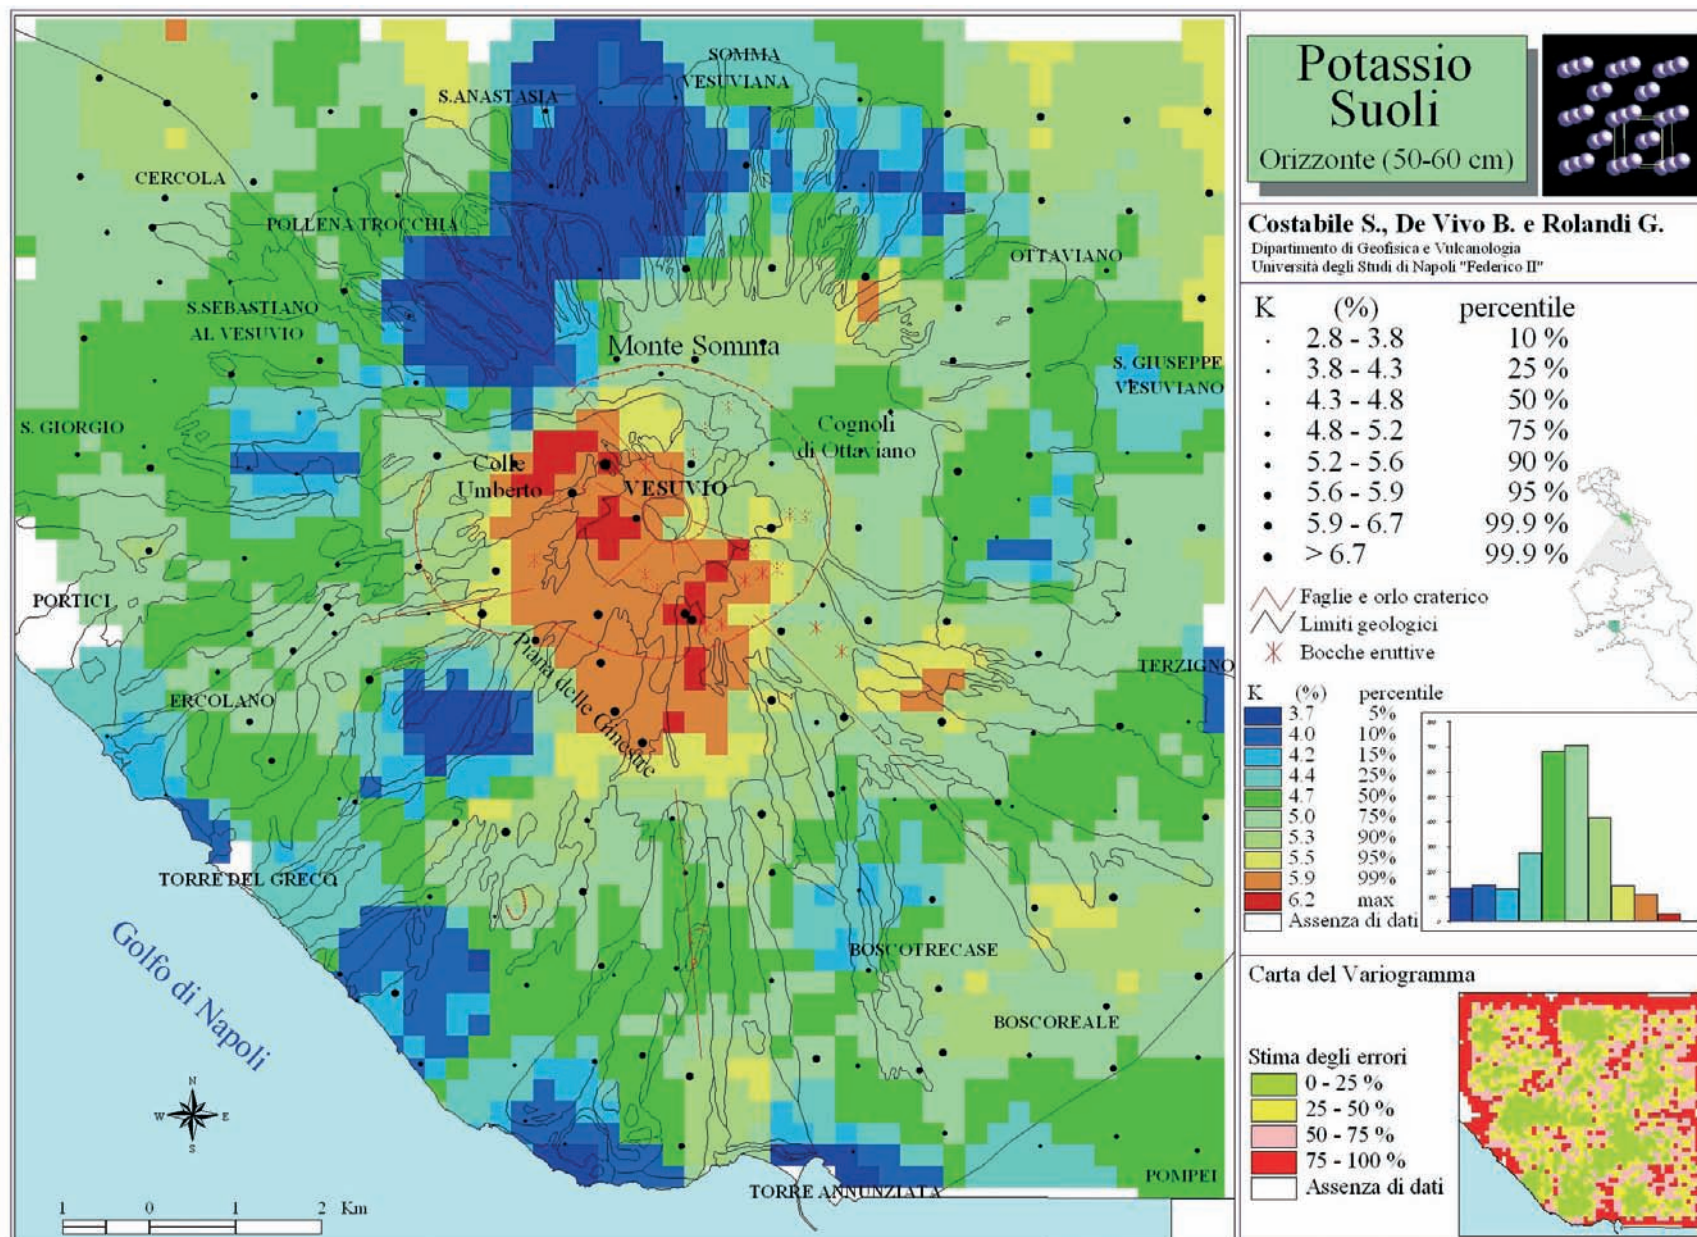 SOMMA
VESUVIANA
S.ANASTASIA
CERCOLA
POLLENA TROCCHIA
OTTAVIANO
S.SEBASTIANO
AL VESUVIO
Monte Somma
S. GIUSEPPE
VESUVIANO
S. GIORGIO
Cognoli
di Ottaviano
Colle
Umberto
VESUVIO
PORTICI
Piana delle Ginestre
TERZIGNO
ERCOLANO
TORRE DEL GRECO
BOSCOTRECASE
Golfo di Napoli
BOSCOREALE
N
W E
S
POMPEI
TORRE ANNUNZIATA
1 0 1 2 Km
Potassio
Suoli
Orizzonte (50-60 cm)
Costabile S., De Vivo B. e Rolandi G.
Dipartimento di Geofisica e Vulcanologia
Università degli Studi di Napoli "Federico II"
K (%) percentile
2.8 - 3.8 10 %
3.8 - 4.3 25 %
4.3 - 4.8 50 %
4.8 - 5.2 75 %
5.2 - 5.6 90 %
5.6 - 5.9 95 %
5.9 - 6.7 99.9 %
> 6.7 99.9 %
Faglie e orlo craterico
Limiti geologici
Bocche eruttive
K (%) percentile
3.7 5%
4.0 10%
4.2 15%
4.4 25%
4.7 50%
5.0 75%
5.3 90%
5.5 95%
5.9 99%
6.2 max
Assenza di dati
Carta del Variogramma
Stima degli errori
0 - 25 %
25 - 50 %
50 - 75 %
75 - 100 %
Assenza di dati